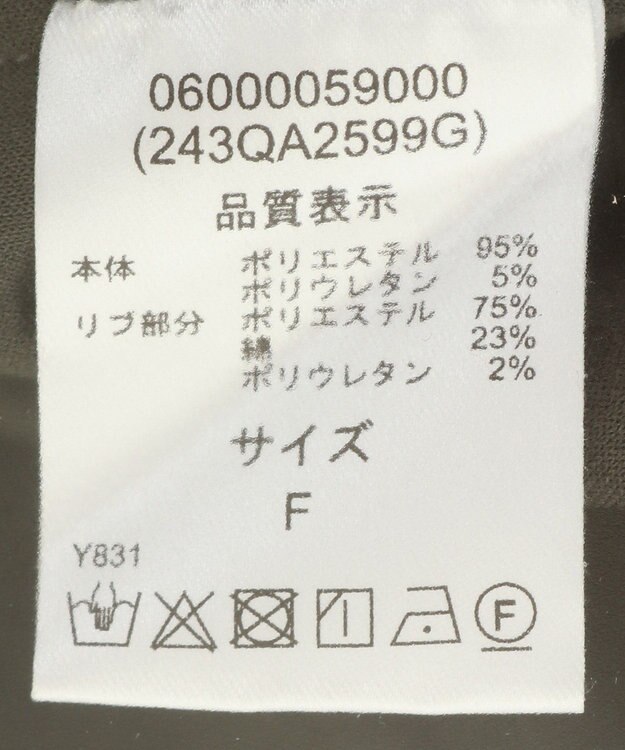 06000059000
(243QA2599G)
品質表示
本体 ポリエステル 95%
ポリウレタン 5%
リブ部分 ポリエステル 75%
綿 23%
ポリウレタン 2%
サイズ
F
Y831
F